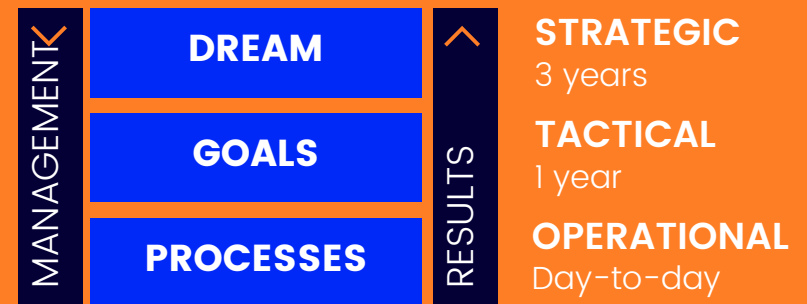 MANAGEMENT
DREAM
GOALS
PROCESSES
RESULTS
STRATEGIC
3 years
TACTICAL
1 year
OPERATIONAL
Day-to-day